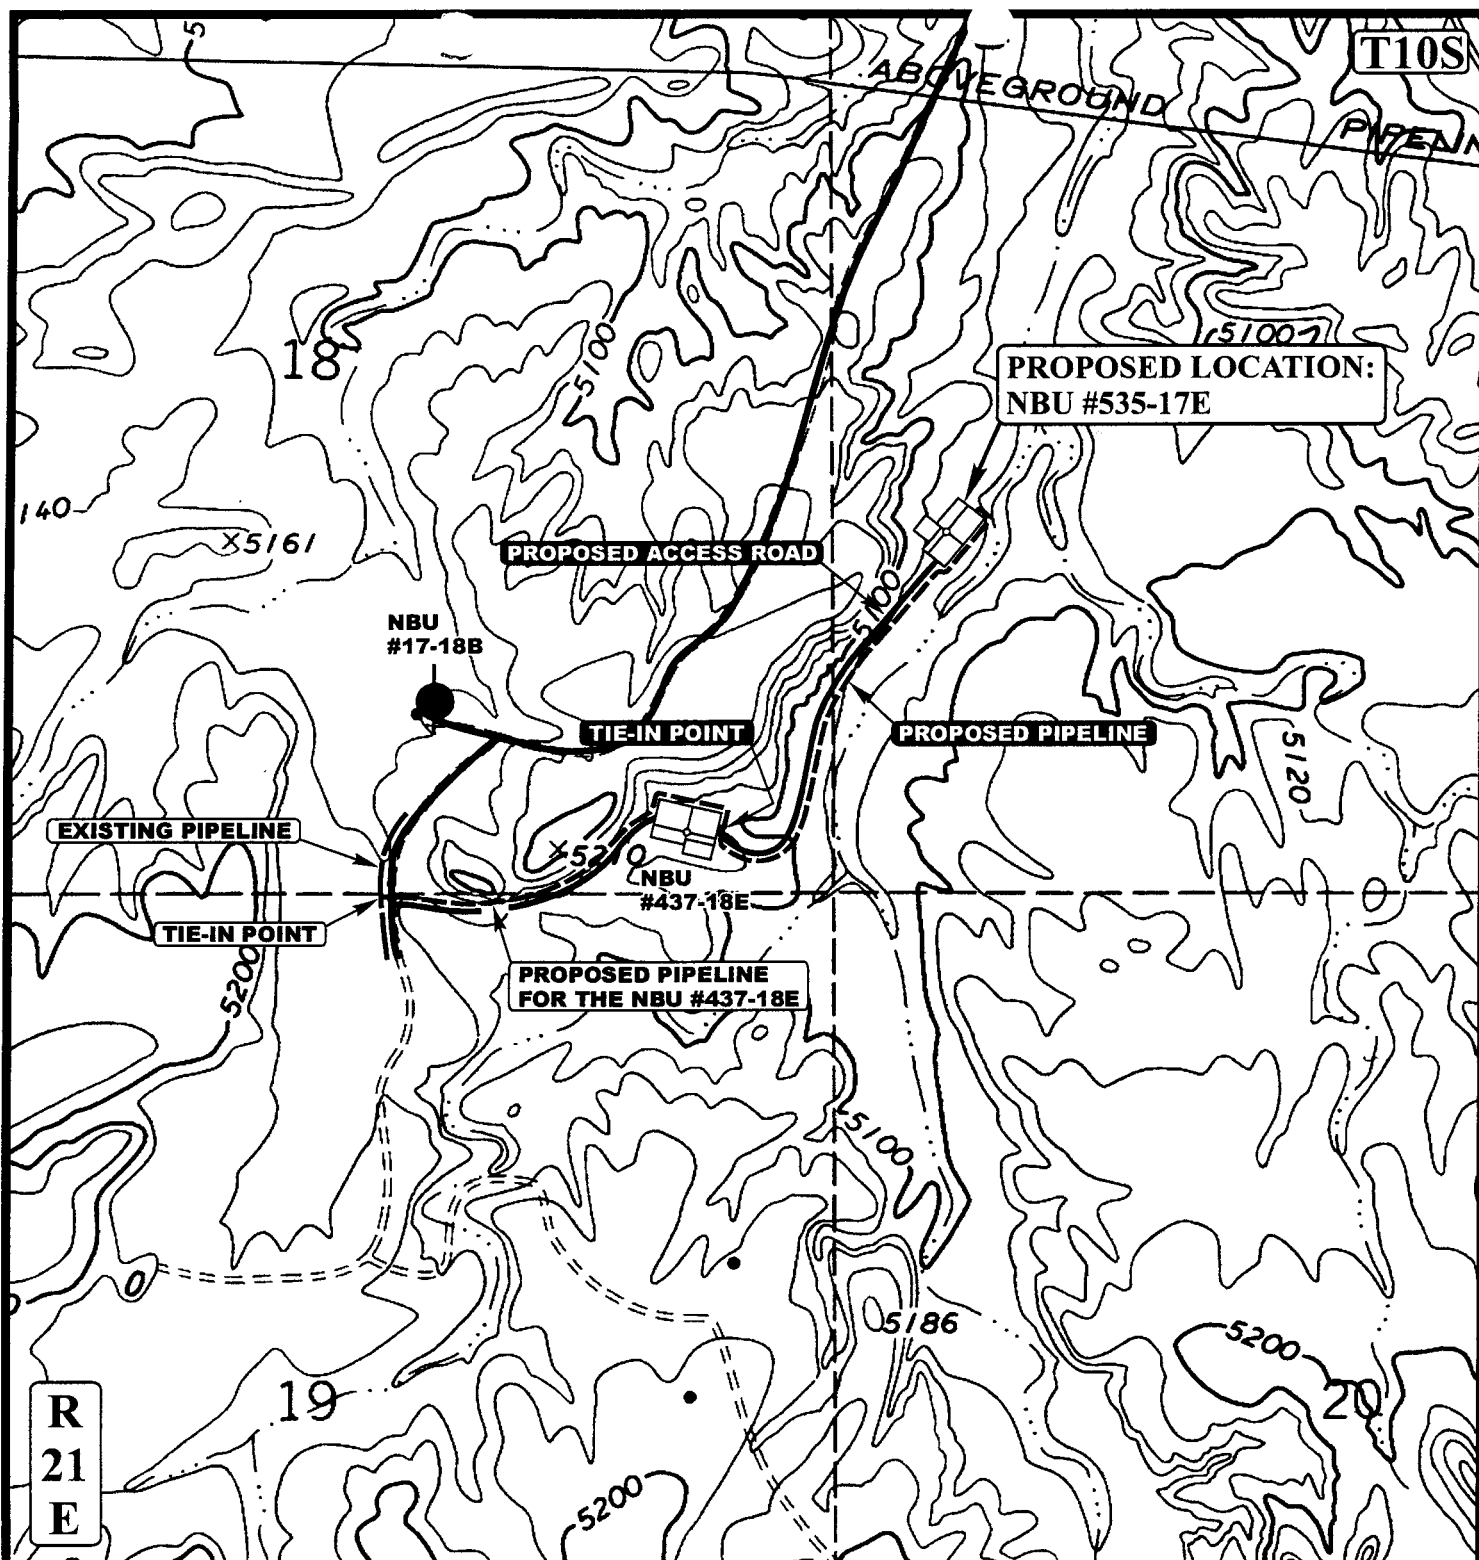 T10S
ABOVEGROUND
5100
5100
18
PROPOSED LOCATION:
NBU #535-17E
140
×5161
PROPOSED ACCESS ROAD
5100
NBU
#17-18B
TIE-IN POINT
PROPOSED PIPELINE
5120
EXISTING PIPELINE
×5210
NBU
#437-18E
TIE-IN POINT
5200
PROPOSED PIPELINE
FOR THE NBU #437-18E
5100
0
5186
5200
19
20
R
21
E
5200